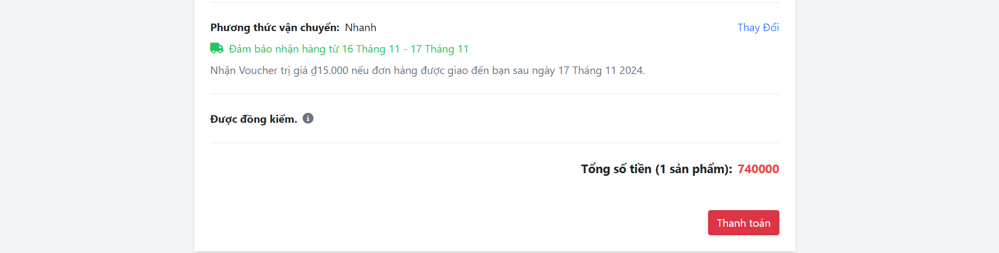 Phương thức vận chuyển: Nhanh Thay Đổi
Đảm bảo nhận hàng từ 16 Tháng 11 - 17 Tháng 11
Nhận Voucher trị giá ₫15.000 nếu đơn hàng được giao đến bạn sau ngày 17 Tháng 11 2024.
Được đồng kiểm.
Tổng số tiền (1 sản phẩm): 740000
Thanh toán